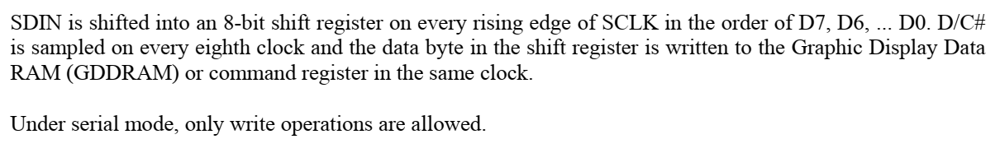 SDIN is shifted into an 8-bit shift register on every rising edge of SCLK in the order of D7, D6, ... D0. D/C#
is sampled on every eighth clock and the data byte in the shift register is written to the Graphic Display Data
RAM (GDDRAM) or command register in the same clock.
Under serial mode, only write operations are allowed.